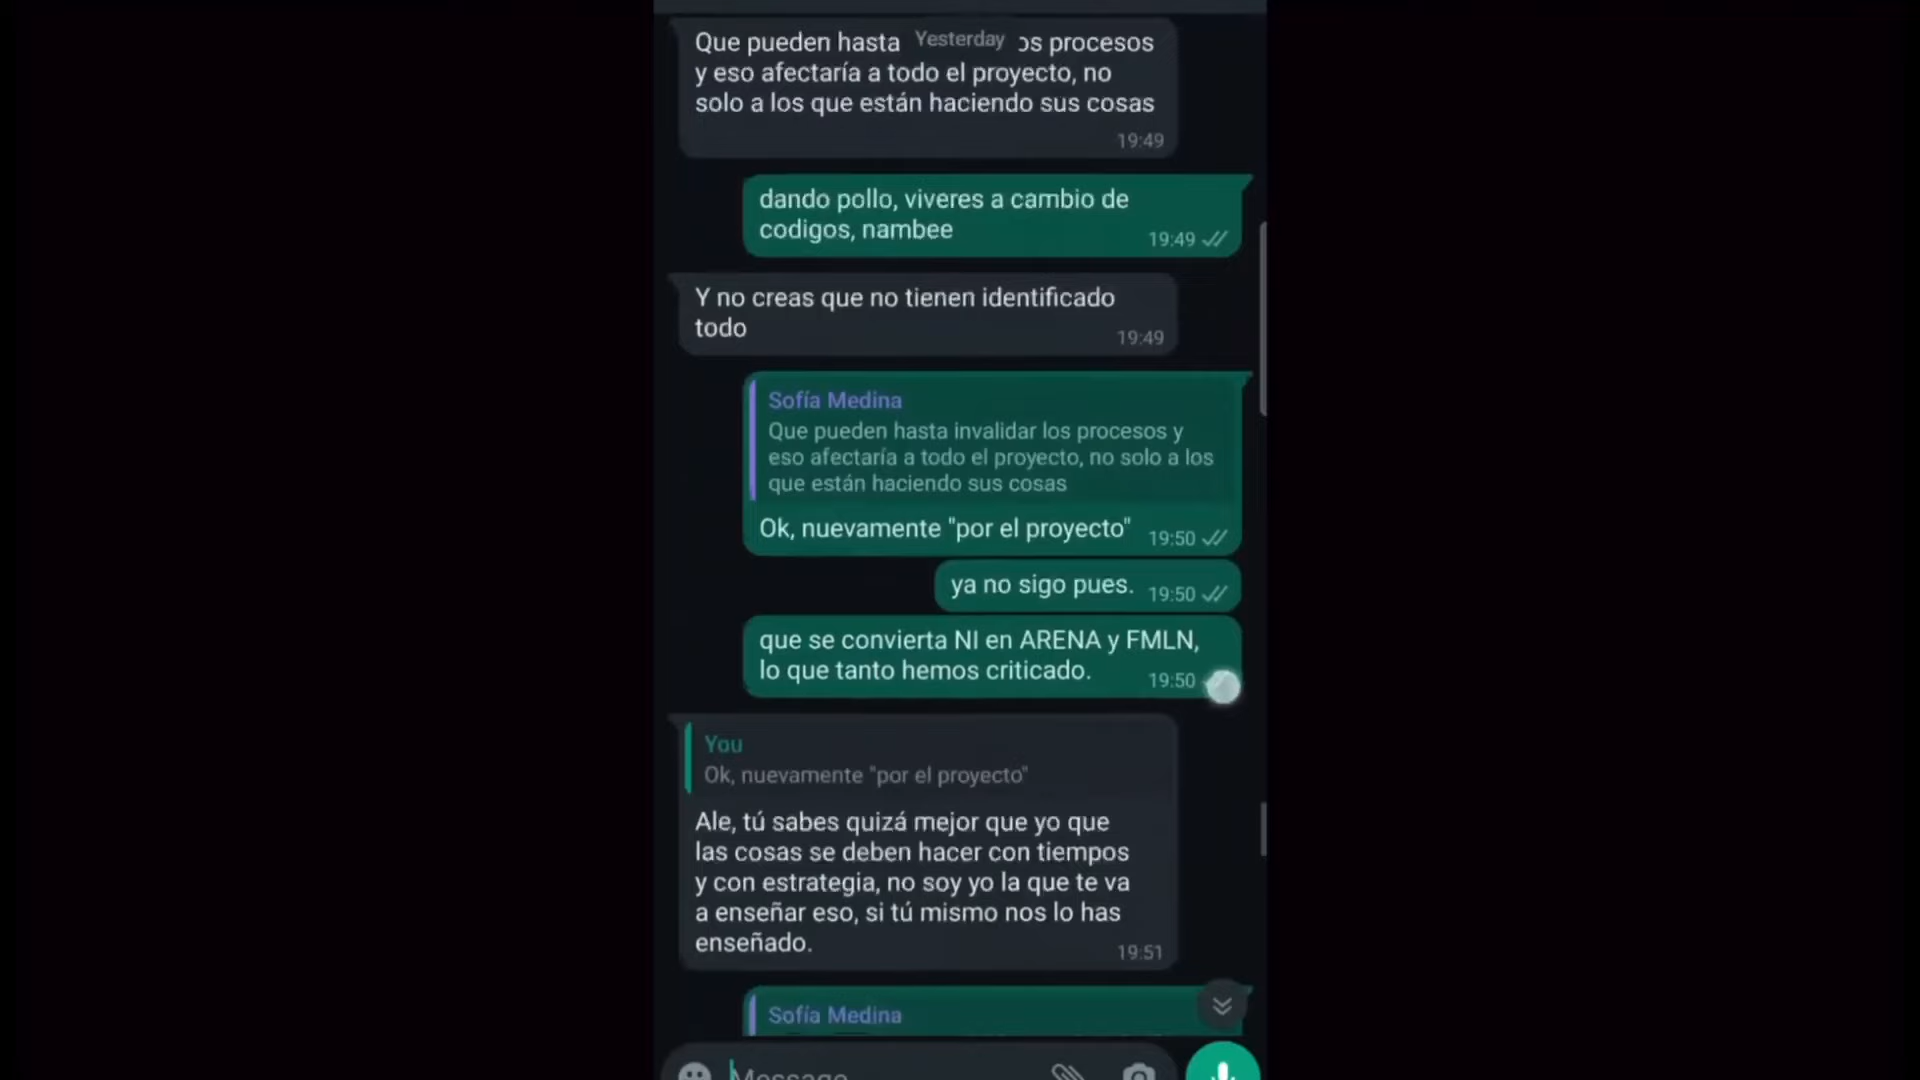 Que pueden hasta Yesterday os procesos
y eso afectaría a todo el proyecto, no
solo a los que están haciendo sus cosas
19:49
dando pollo, viveres a cambio de
codigos, nambee
19:49
Y no creas que no tienen identificado
todo
19:49
Sofía Medina
Que pueden hasta invalidar los procesos y
eso afectaría a todo el proyecto, no solo a los
que están haciendo sus cosas
Ok, nuevamente "por el proyecto" 19:50
ya no sigo pues. 19:50
que se convierta NI en ARENA y FMLN,
lo que tanto hemos criticado. 19:50
You
Ok, nuevamente "por el proyecto"
Ale, tú sabes quizá mejor que yo que
las cosas se deben hacer con tiempos
y con estrategia, no soy yo la que te va
a enseñar eso, si tú mismo nos lo has
enseñado.
19:51
Sofía Medina
Message